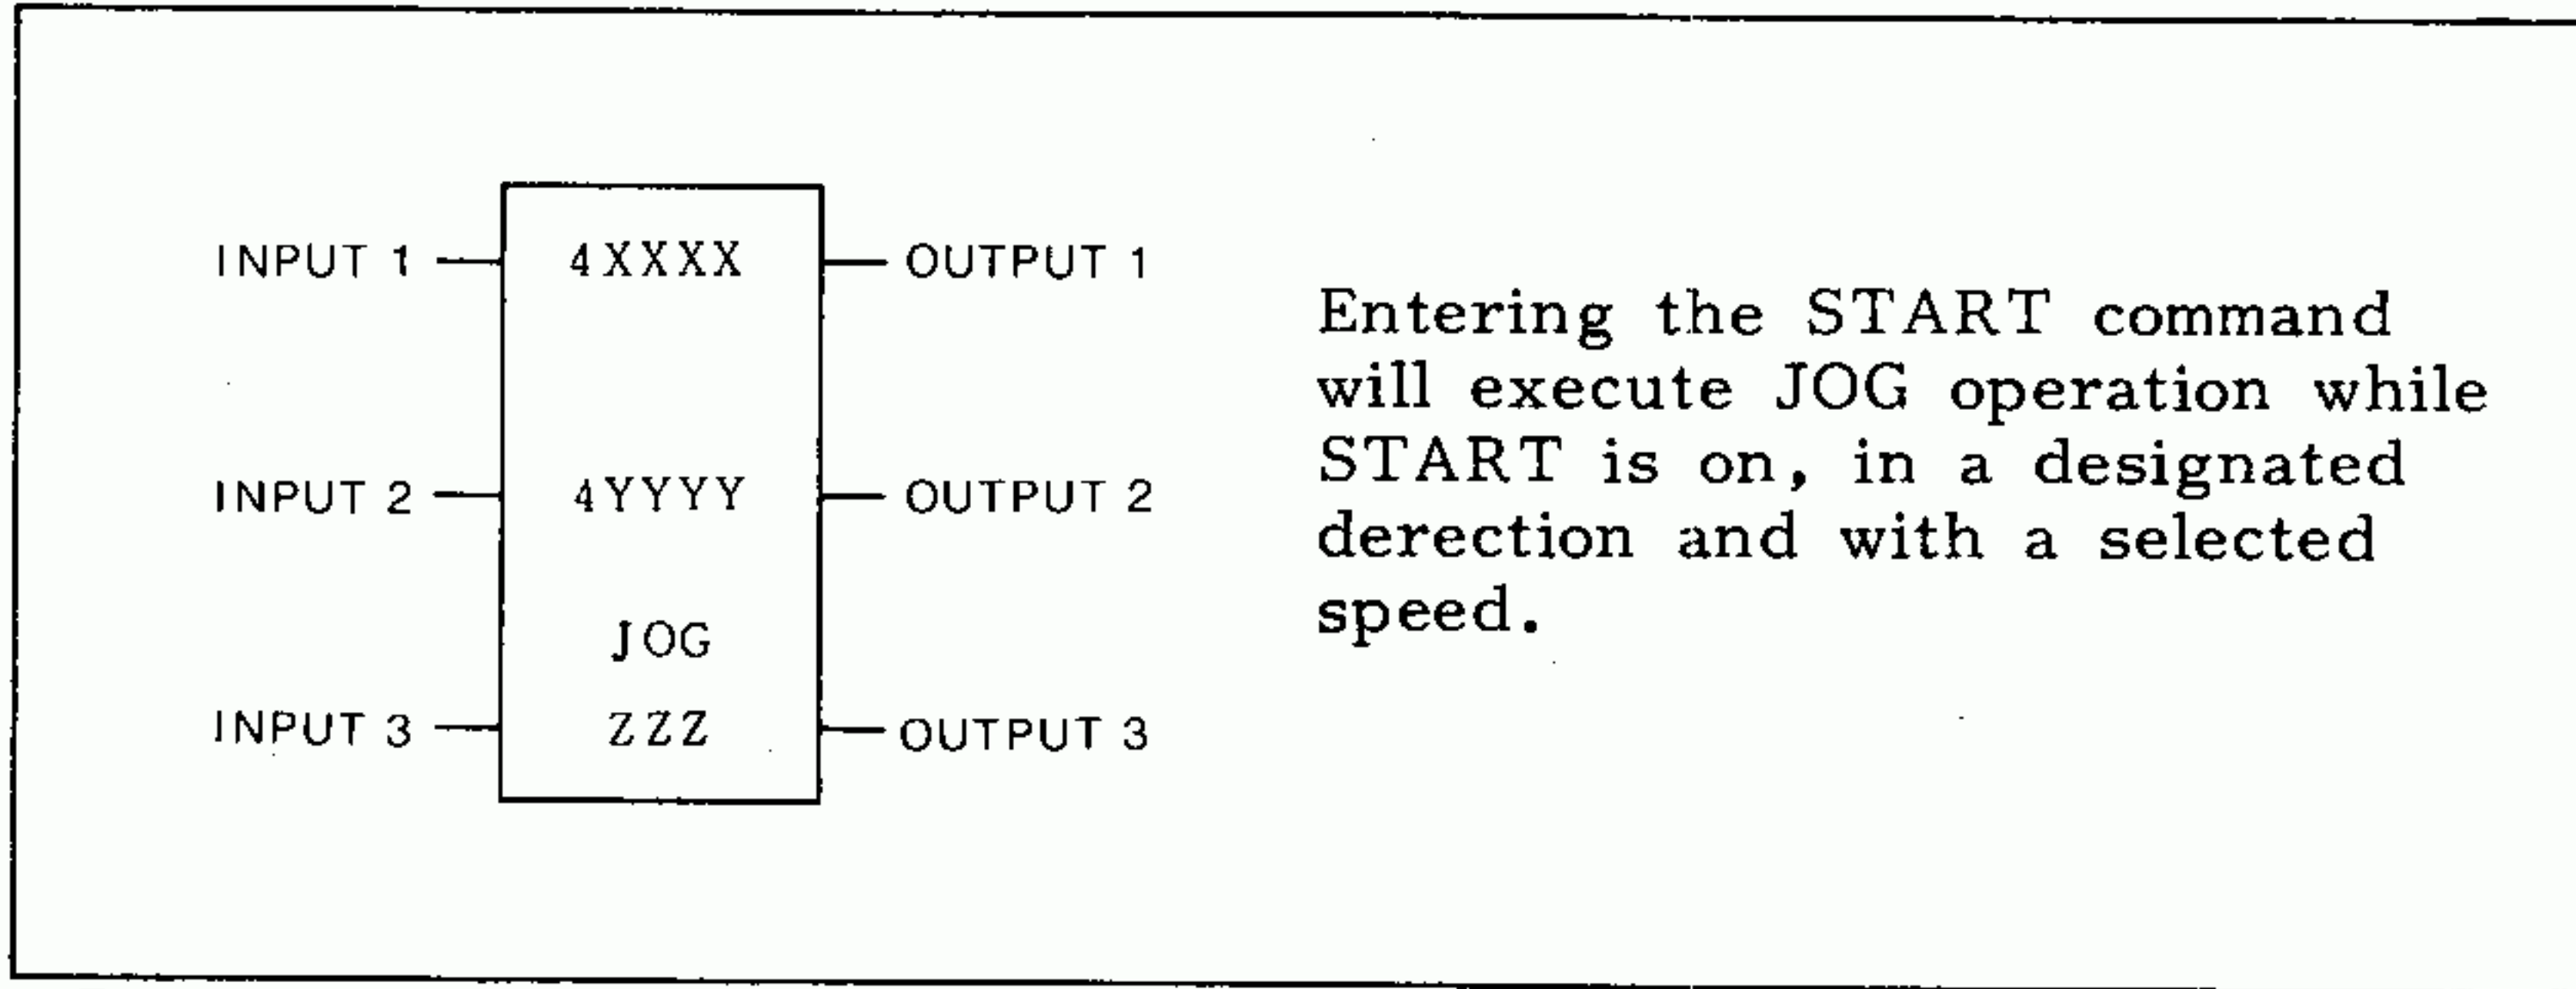 INPUT 1 4XXXX OUTPUT 1
INPUT 2 4YYYY OUTPUT 2
JOG
INPUT 3 ZZZ OUTPUT 3
Entering the START command
will execute JOG operation while
START is on, in a designated
derection and with a selected
speed.